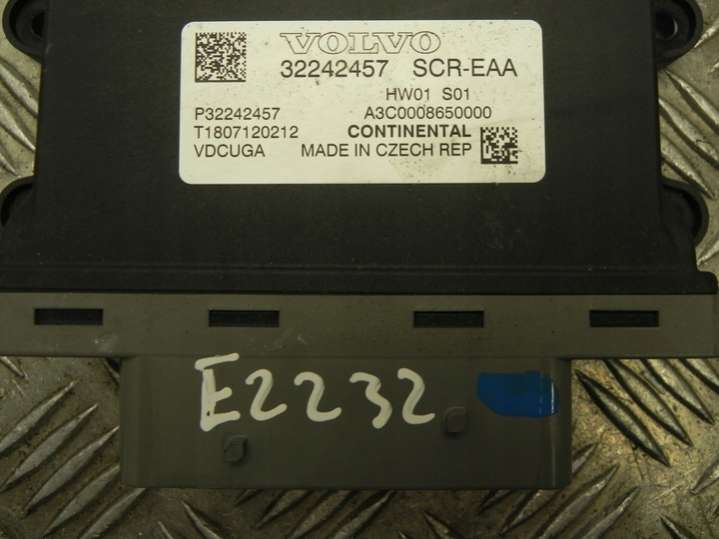 VOLVO
32242457 SCR-EAA
HW01 S01
P32242457 A3C0008650000
T1807120212 CONTINENTAL
VDCUGA MADE IN CZECH REP
E2232